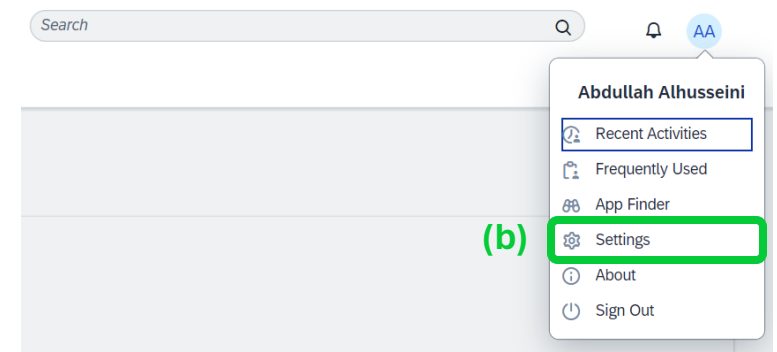 Search
AA
Abdullah Alhusseini
Recent Activities
Frequently Used
App Finder
(b)
Settings
About
Sign Out